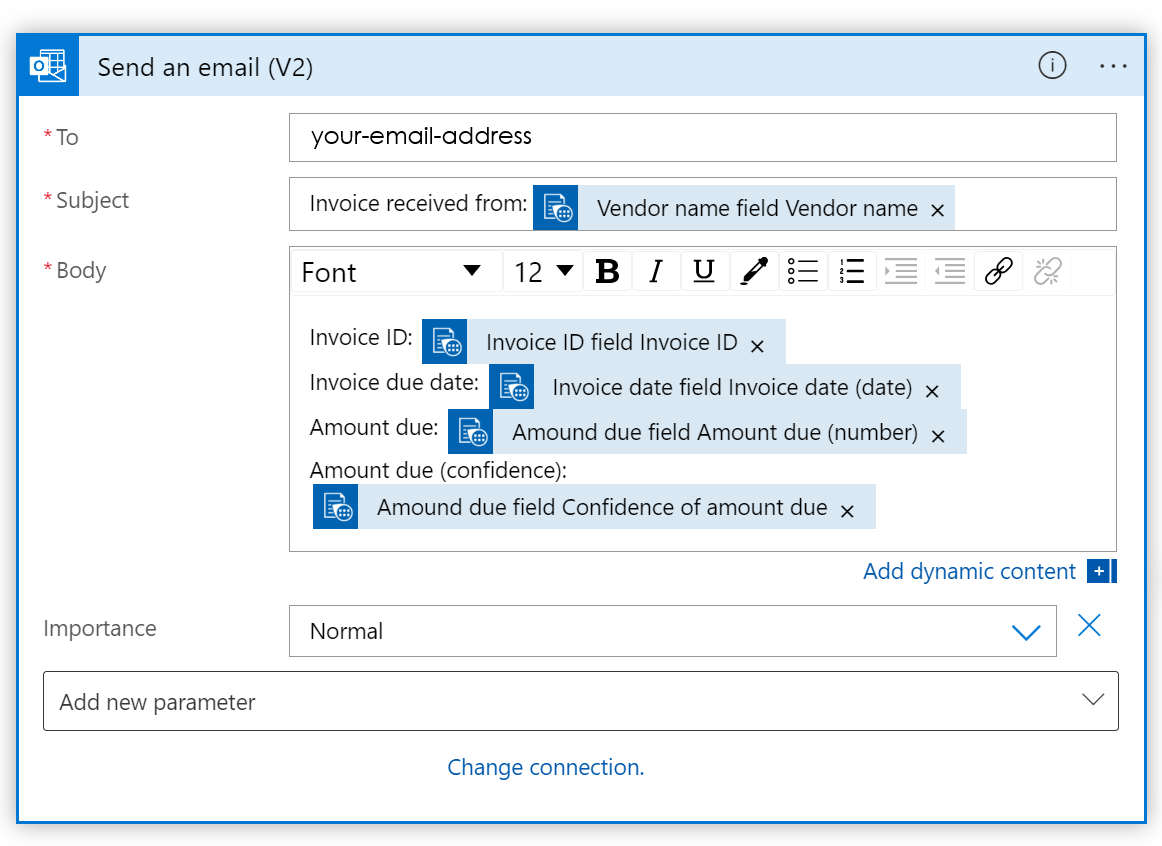 Send an email (V2)
* To
your-email-address
* Subject
Invoice received from: Vendor name field Vendor name ×
* Body
Font 12 B I U
Invoice ID: Invoice ID field Invoice ID ×
Invoice due date: Invoice date field Invoice date (date) ×
Amount due: Amound due field Amount due (number) ×
Amount due (confidence):
Amound due field Confidence of amount due ×
Add dynamic content
Importance
Normal
Add new parameter
Change connection.